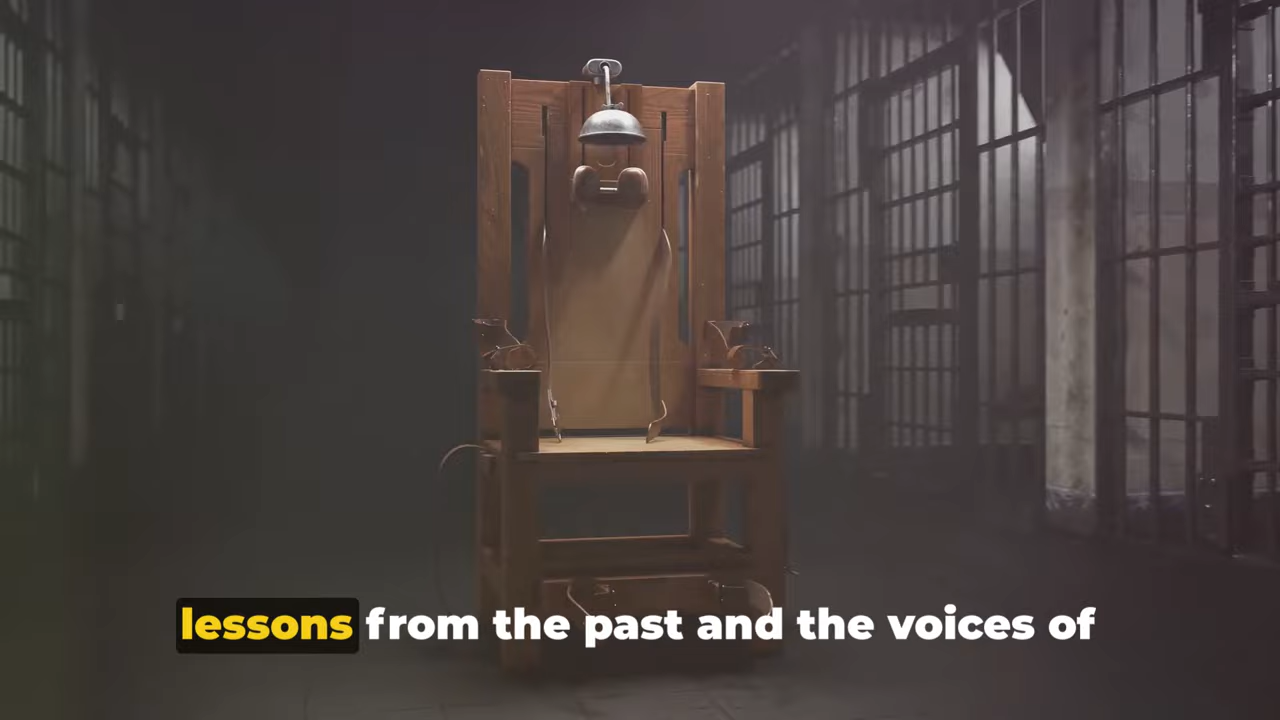 lessons from the past and the voices of